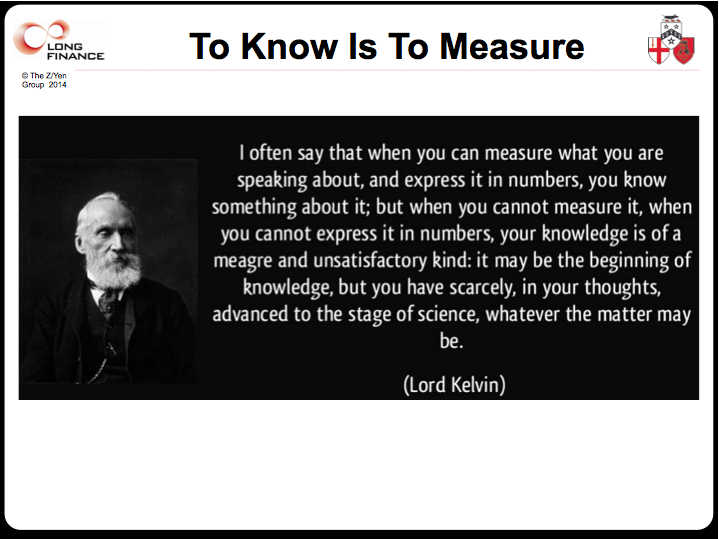 LONG
FINANCE
To Know Is To Measure
© The Z/Yen
Group 2014
I often say that when you can measure what you are
speaking about, and express it in numbers, you know
something about it; but when you cannot measure it, when
you cannot express it in numbers, your knowledge is of a
meagre and unsatisfactory kind: it may be the beginning of
knowledge, but you have scarcely, in your thoughts,
advanced to the stage of science, whatever the matter may
be.
(Lord Kelvin)